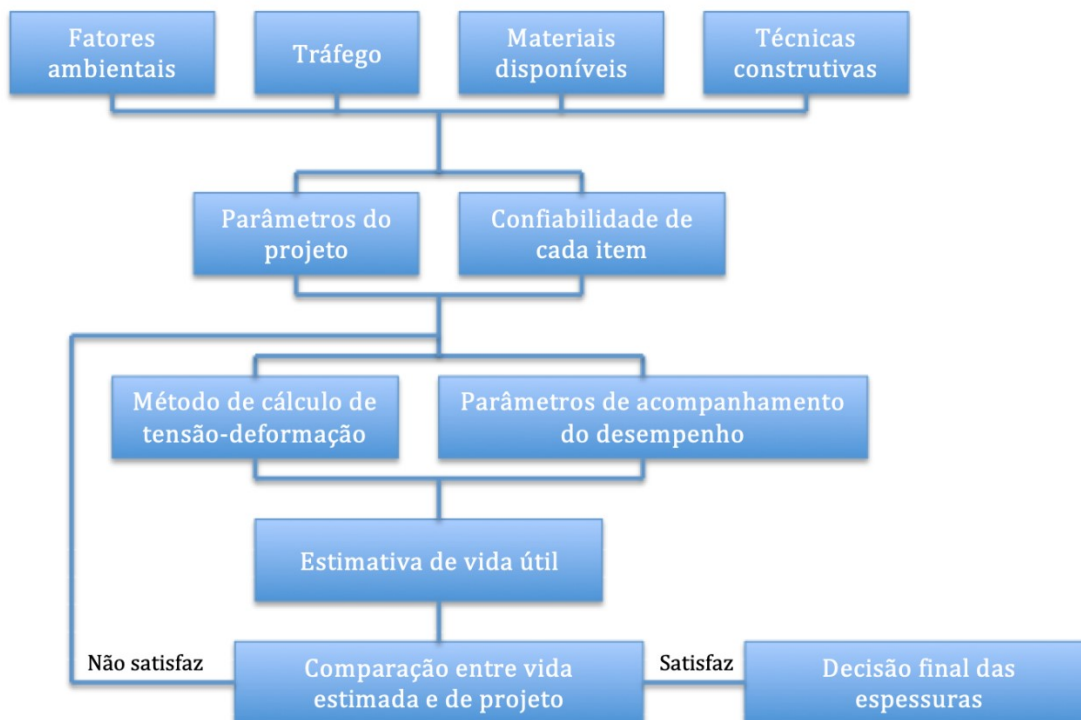 Fatores
ambientais
Tráfego
Materiais
disponíveis
Técnicas
construtivas
Parâmetros do
projeto
Confiabilidade de
cada item
Método de cálculo de
tensão-deformação
Parâmetros de acompanhamento
do desempenho
Estimativa de vida útil
Não satisfaz
Comparação entre vida
estimada e de projeto
Satisfaz
Decisão final das
espessuras